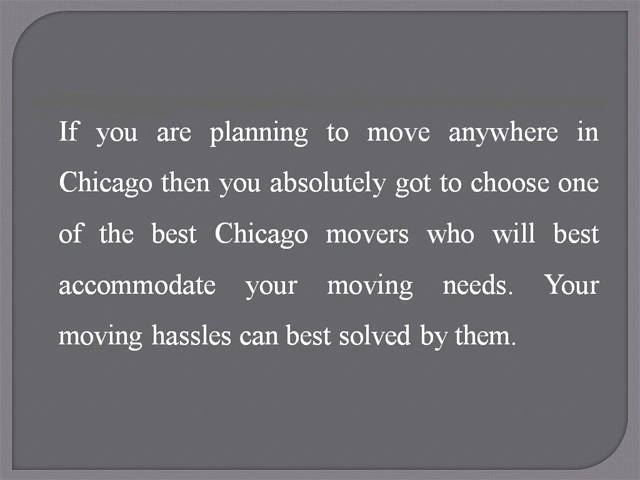 If you are planning to move anywhere in
Chicago then you absolutely got to choose one
of the best Chicago movers who will best
accommodate your moving needs. Your
moving hassles can best solved by them.